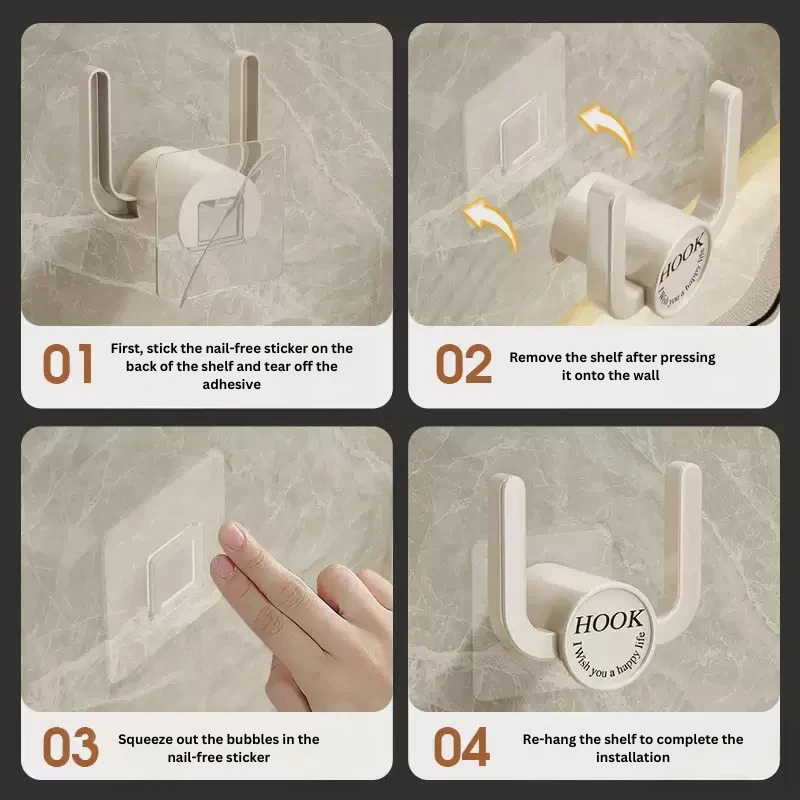 01
First, stick the nail-free sticker on the
back of the shelf and tear off the
adhesive
HOOK
I Wish you a happy life
02
Remove the shelf after pressing
it onto the wall
03
Squeeze out the bubbles in the
nail-free sticker
HOOK
I Wish you a happy life
04
Re-hang the shelf to complete the
installation